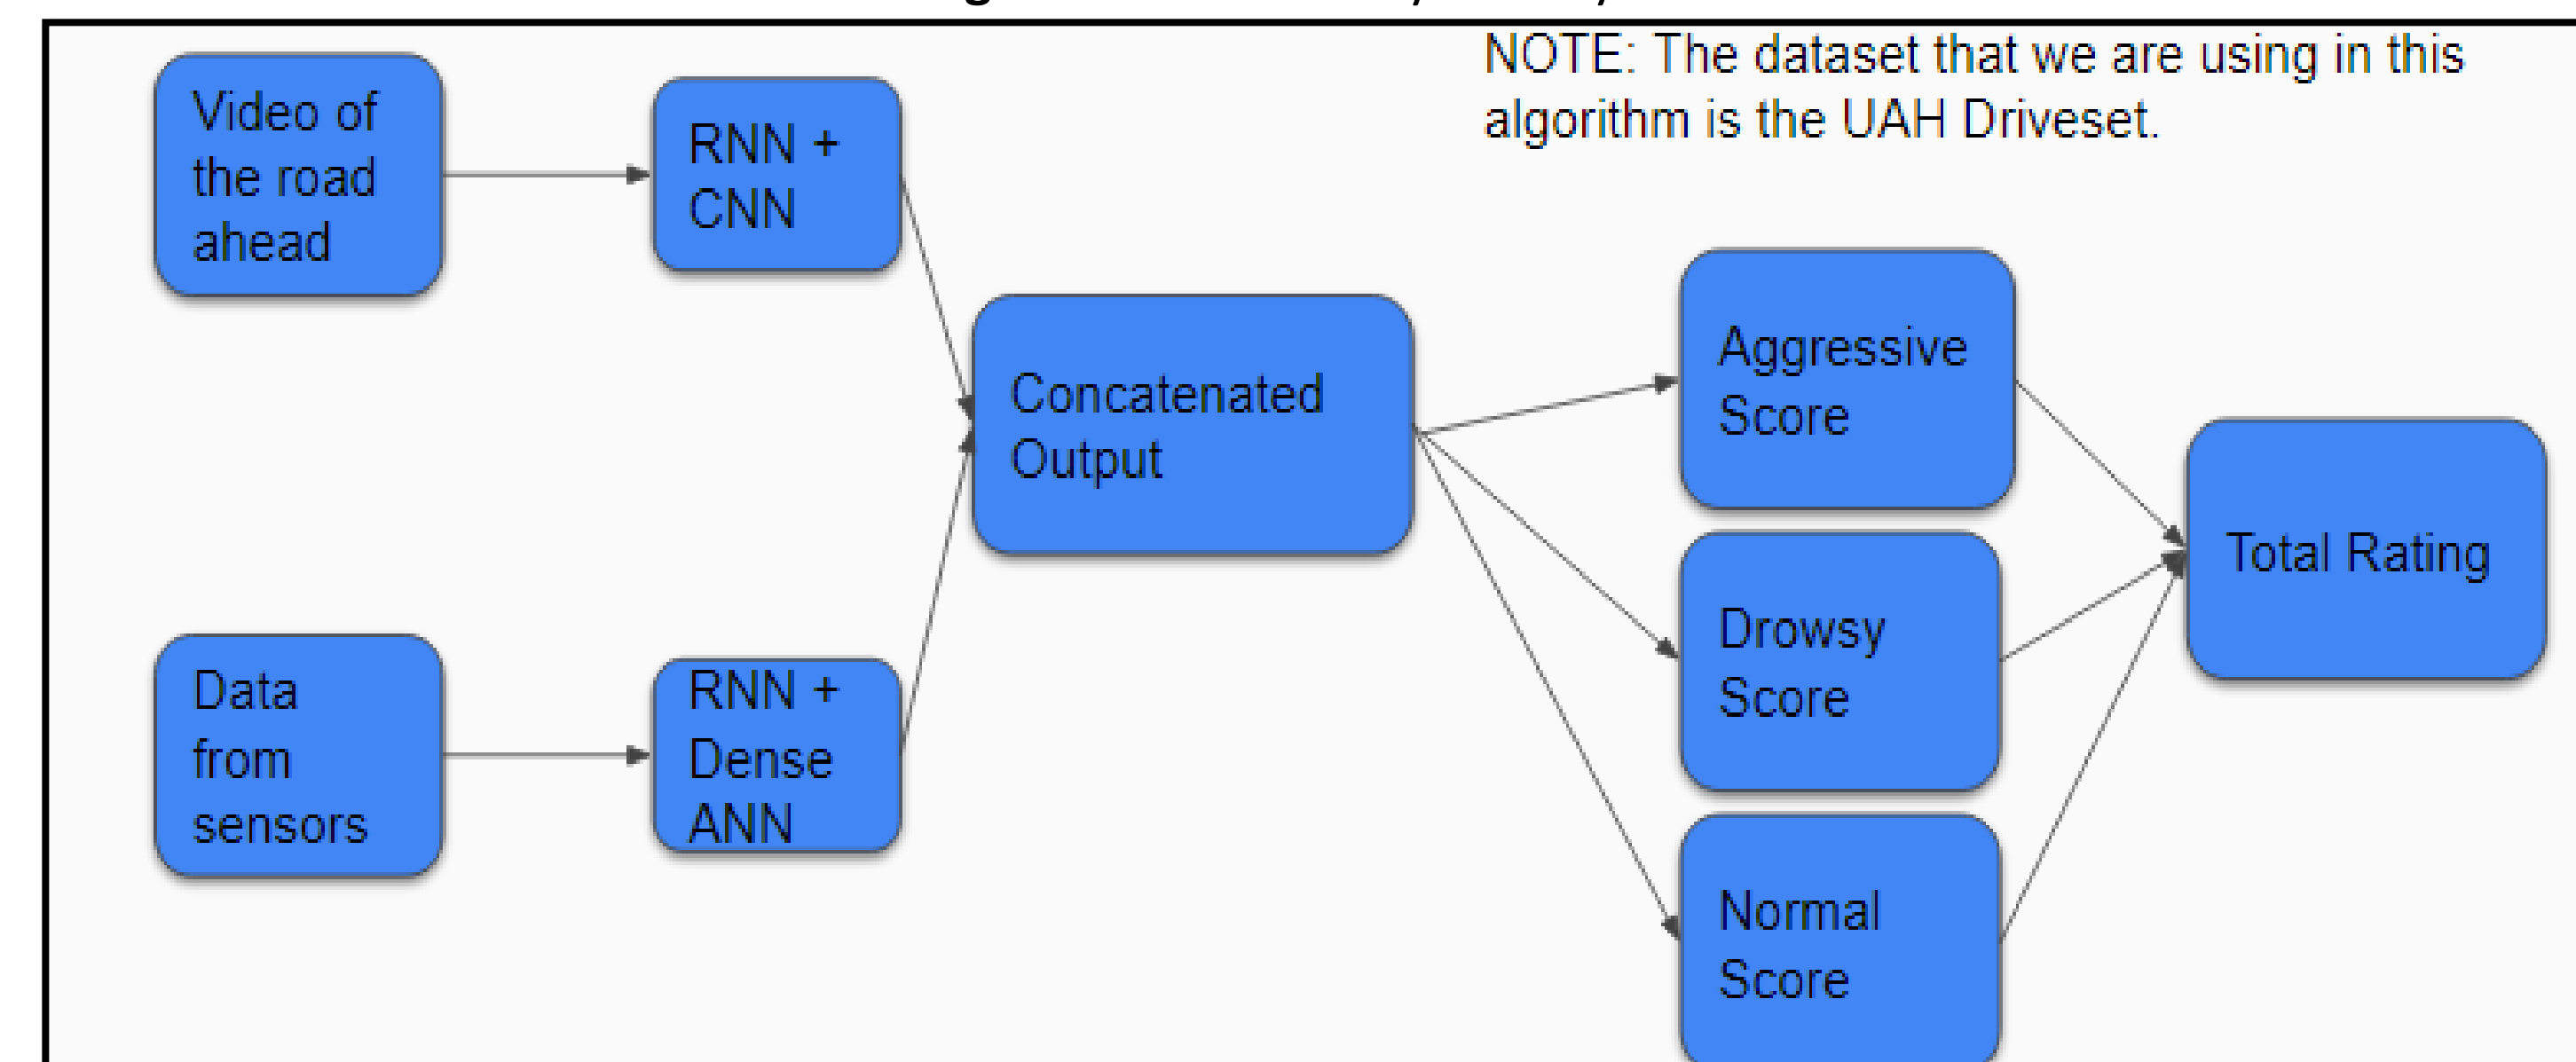 NOTE: The dataset that we are using in this
algorithm is the UAH Driveset.
Video of
the road
ahead
RNN +
CNN
Data
from
sensors
RNN +
Dense
ANN
Concatenated
Output
Aggressive
Score
Drowsy
Score
Normal
Score
Total Rating